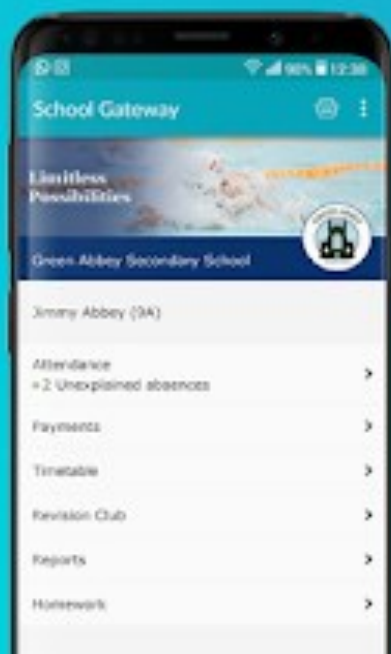 90% 12:30
School Gateway
Limitless
Possibilities
Green Abbey Secondary School
Jimmy Abbey (9A)
Attendance
+2 Unexplained absences
Payments
Timetable
Revision Club
Reports
Homework